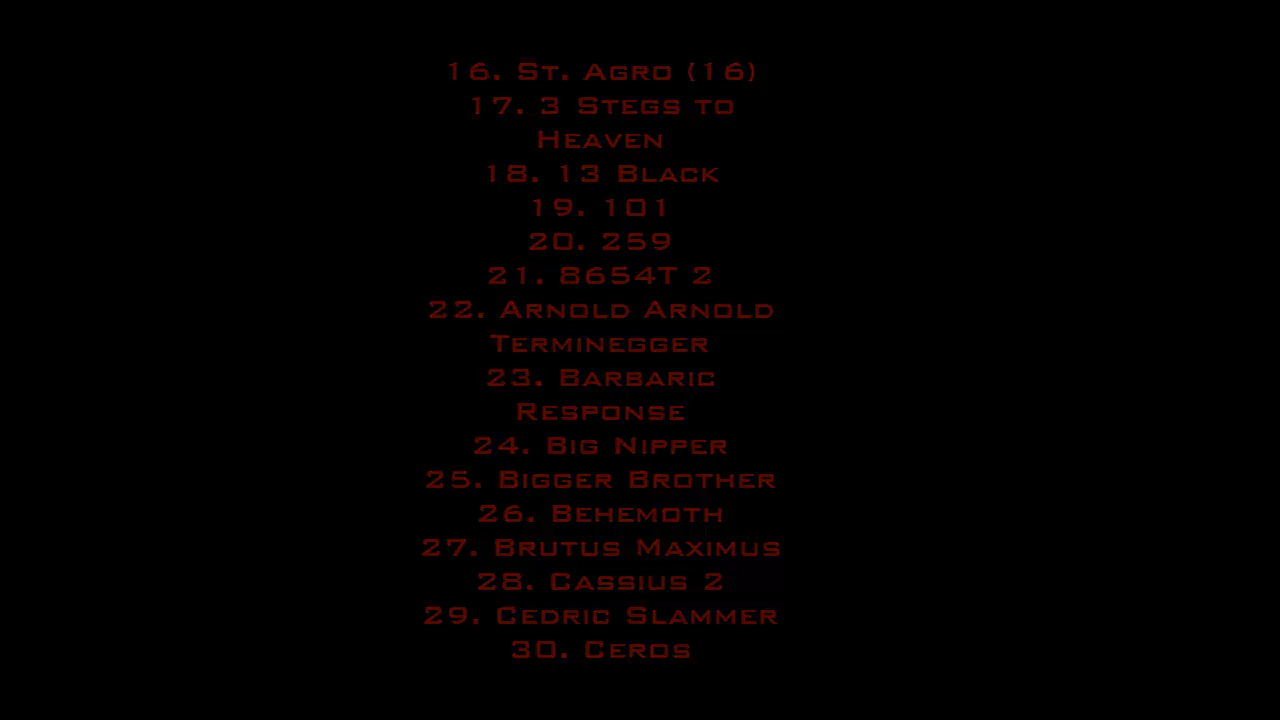 16. St. Agro (16)
17. 3 Stegs to
Heaven
18. 13 Black
19. 101
20. 259
21. 8654T 2
22. Arnold Arnold
Terminegger
23. Barbaric
Response
24. Big Nipper
25. Bigger Brother
26. Behemoth
27. Brutus Maximus
28. Cassius 2
29. Cedric Slammer
30. Ceros